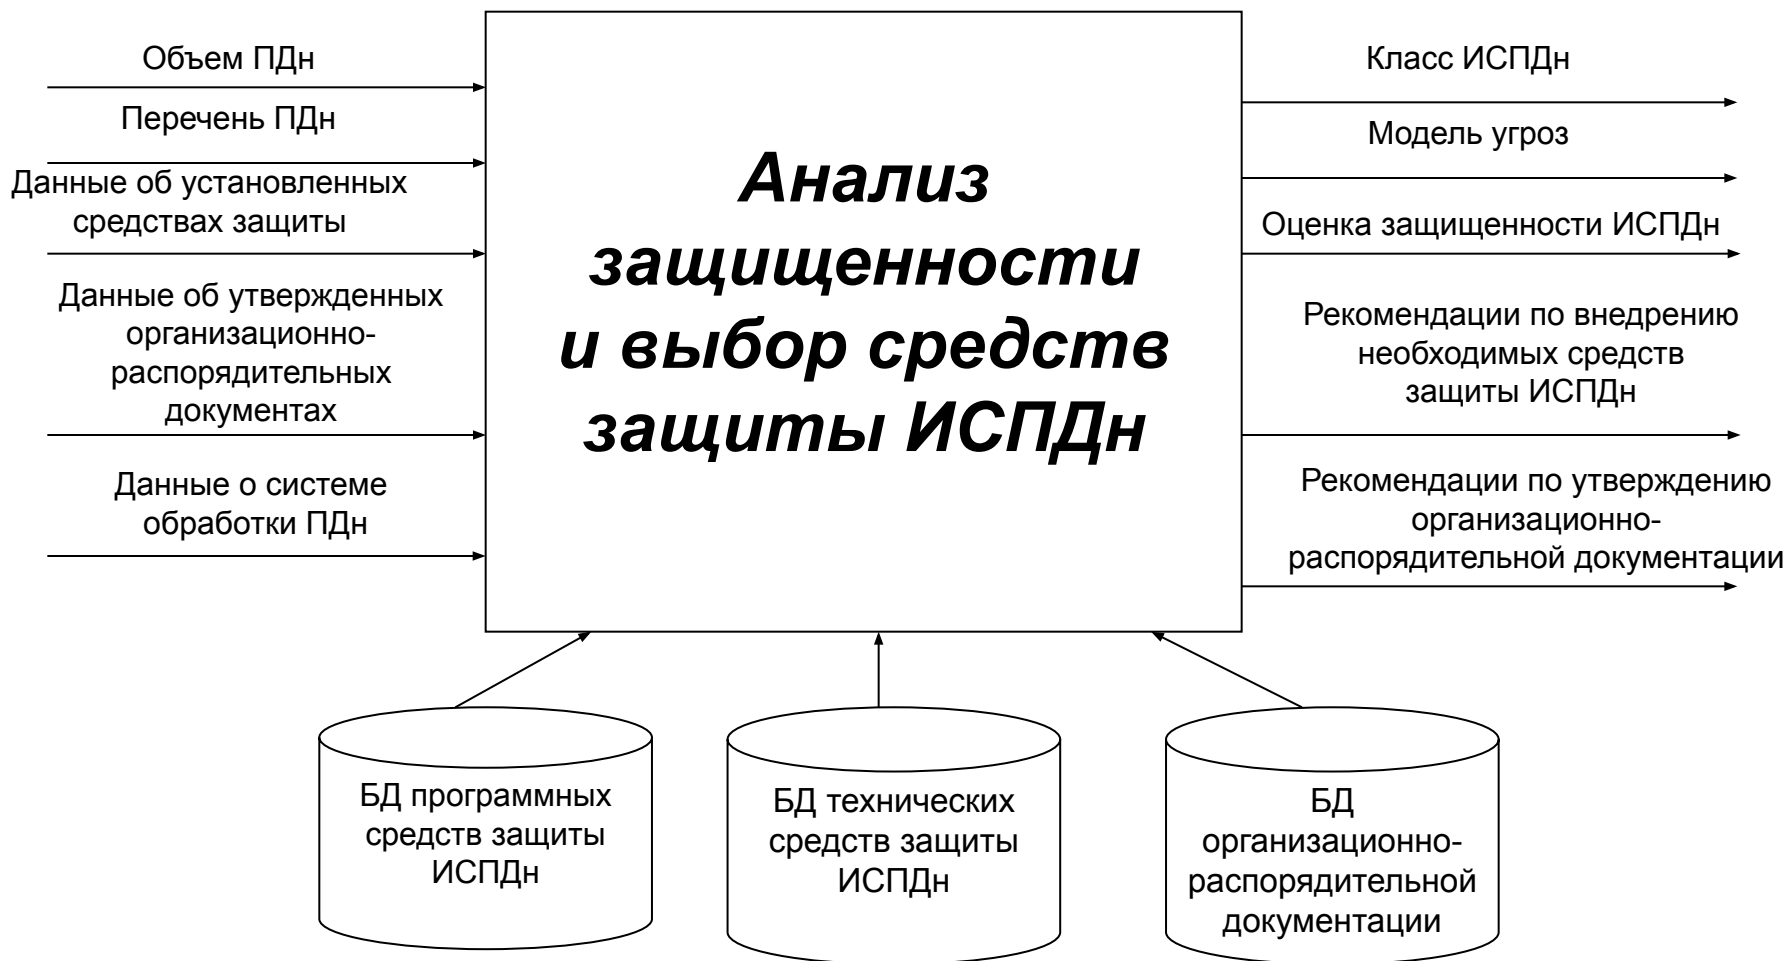 Объем ПДн
Перечень ПДн
Данные об установленных
средствах защиты
Данные об утвержденных
организационно-
распорядительных
документах
Данные о системе
обработки ПДн
Анализ
защищенности
и выбор средств
защиты ИСПДн
Класс ИСПДн
Модель угроз
Оценка защищенности ИСПДн
Рекомендации по внедрению
необходимых средств
защиты ИСПДн
Рекомендации по утверждению
организационно-
распорядительной документации
БД программных
средств защиты
ИСПДн
БД технических
средств защиты
ИСПДн
БД
организационно-
распорядительной
документации